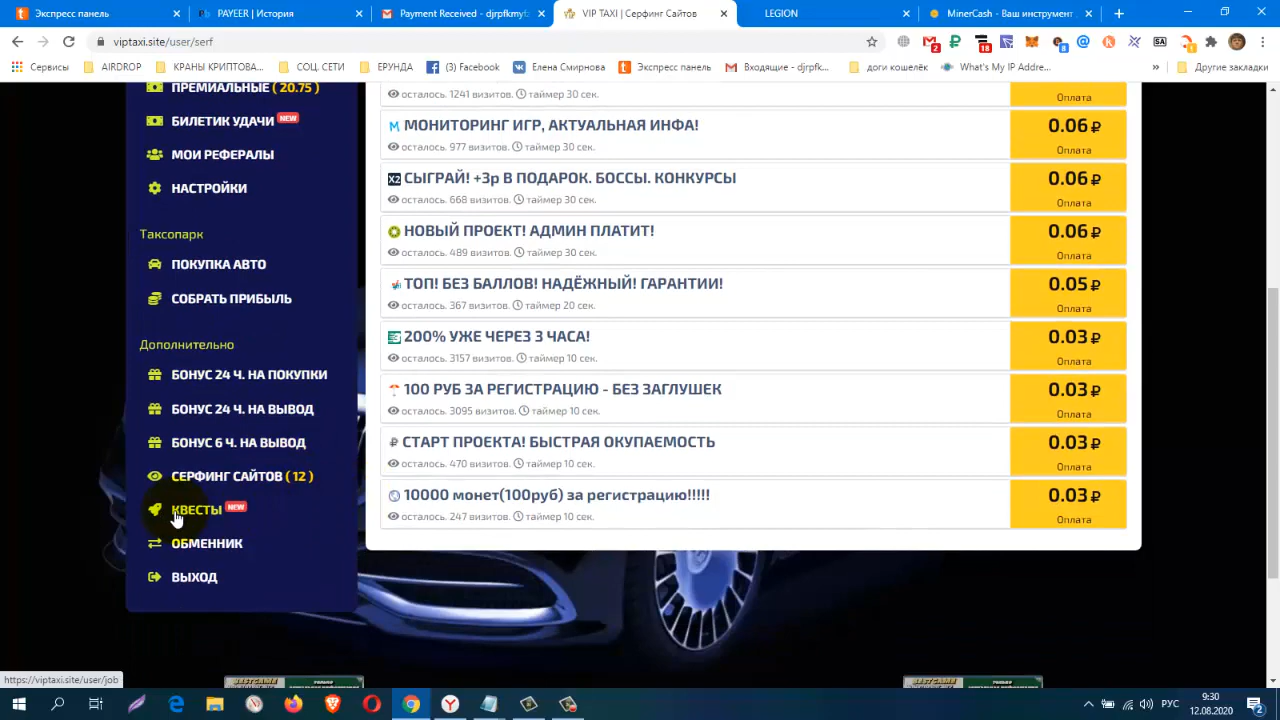 Экспресс панель
PAYEER | История
Payment Received - djrpfkmyf
VIP TAXI | Серфинг Сайтов
LEGION
MinerCash - Ваш инструмент
viptaxi.site/user/serf
Сервисы
AIRDROP
КРАНЫ КРИПТОВА...
СОЦ. СЕТИ
ЕРУНДА
(3) Facebook
Елена Смирнова
Экспресс панель
Входящие - djrpfk...
доги кошелёк
What's My IP Addre...
»
Другие закладки
ПРЕМИАЛЬНЫЕ ( 20.75 )
БИЛЕТИК УДАЧИ NEW
МОИ РЕФЕРАЛЫ
НАСТРОЙКИ
Таксопарк
ПОКУПКА АВТО
СОБРАТЬ ПРИБЫЛЬ
Дополнительно
БОНУС 24 Ч. НА ПОКУПКИ
БОНУС 24 Ч. НА ВЫВОД
БОНУС 6 Ч. НА ВЫВОД
СЕРФИНГ САЙТОВ ( 12 )
КВЕСТЫ NEW
ОБМЕННИК
ВЫХОД
осталось. 1241 визитов. таймер 30 сек.
Оплата
МОНИТОРИНГ ИГР, АКТУАЛЬНАЯ ИНФА!
осталось. 977 визитов. таймер 30 сек.
0.06 ₽
Оплата
СЫГРАЙ! +3р В ПОДАРОК. БОССЫ. КОНКУРСЫ
осталось. 668 визитов. таймер 30 сек.
0.06 ₽
Оплата
НОВЫЙ ПРОЕКТ! АДМИН ПЛАТИТ!
осталось. 489 визитов. таймер 30 сек.
0.06 ₽
Оплата
ТОП! БЕЗ БАЛЛОВ! НАДЁЖНЫЙ! ГАРАНТИИ!
осталось. 367 визитов. таймер 20 сек.
0.05 ₽
Оплата
200% УЖЕ ЧЕРЕЗ 3 ЧАСА!
осталось. 3157 визитов. таймер 10 сек.
0.03 ₽
Оплата
100 РУБ ЗА РЕГИСТРАЦИЮ - БЕЗ ЗАГЛУШЕК
осталось. 3095 визитов. таймер 10 сек.
0.03 ₽
Оплата
СТАРТ ПРОЕКТА! БЫСТРАЯ ОКУПАЕМОСТЬ
осталось. 470 визитов. таймер 10 сек.
0.03 ₽
Оплата
10000 монет(100руб) за регистрацию!!!!!
осталось. 247 визитов. таймер 10 сек.
0.03 ₽
Оплата
https://viptaxi.site/user/job
РУС
9:30
12.08.2020
2